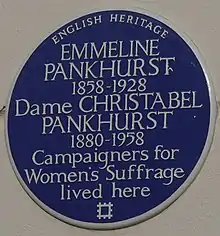 ENGLISH HERITAGE
EMMELINE
PANKHURST
1858-1928
Dame CHRISTABEL
PANKHURST
1880-1958
Campaigners for
Women's Suffrage
lived here